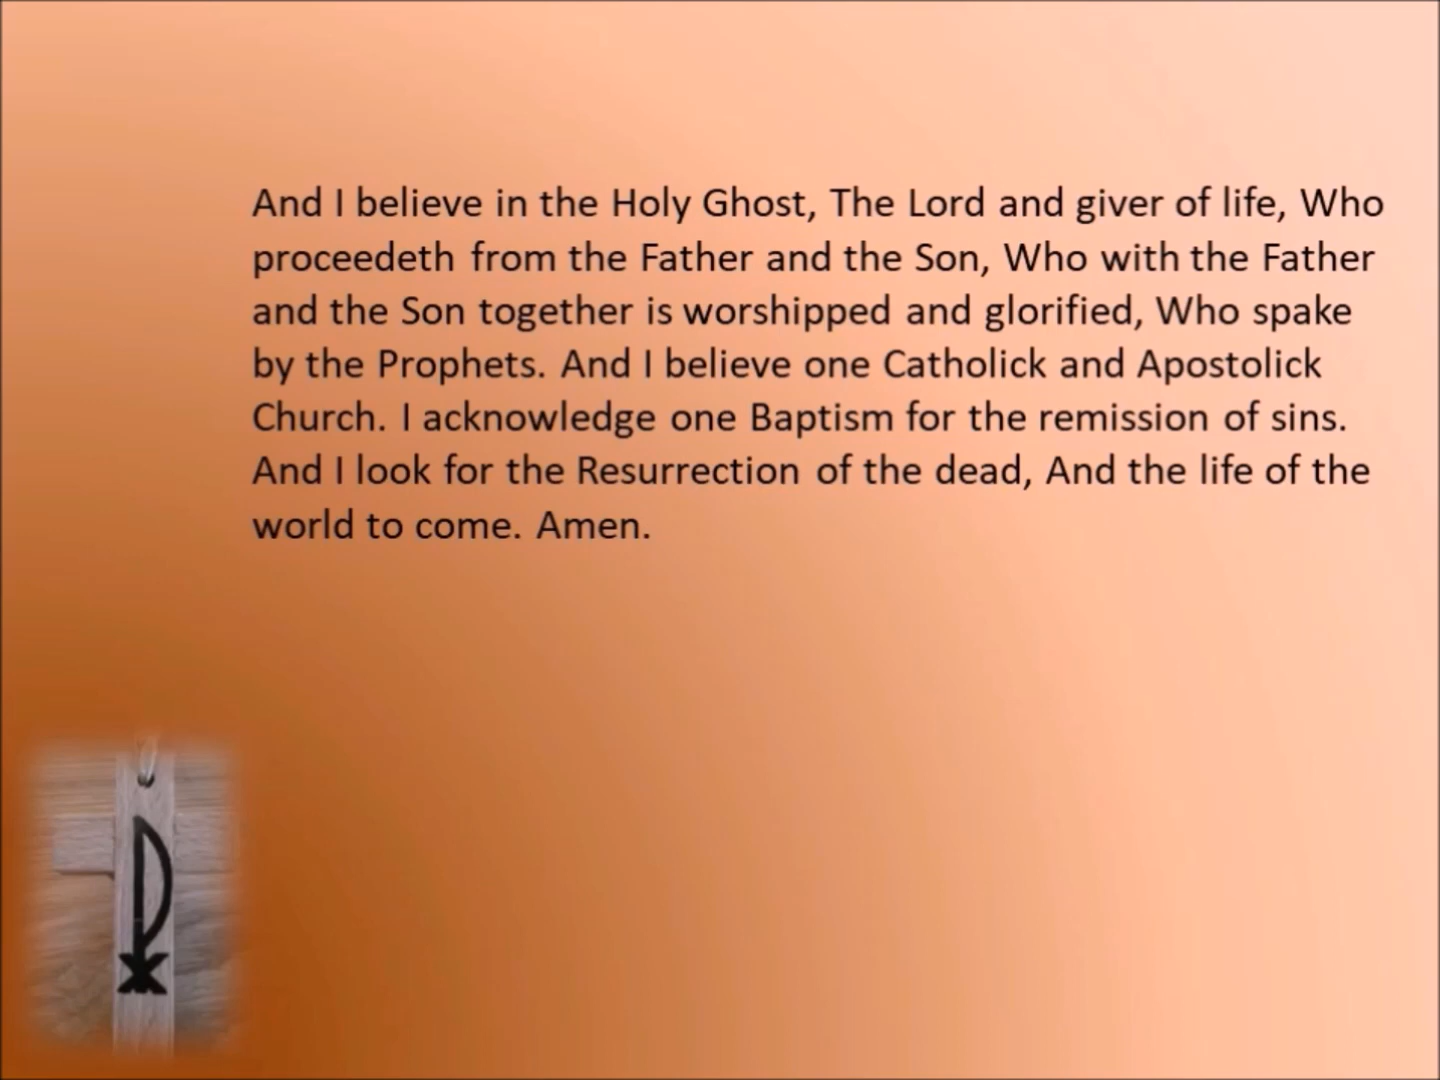 And I believe in the Holy Ghost, The Lord and giver of life, Who
proceedeth from the Father and the Son, Who with the Father
and the Son together is worshipped and glorified, Who spake
by the Prophets. And I believe one Catholick and Apostolick
Church. I acknowledge one Baptism for the remission of sins.
And I look for the Resurrection of the dead, And the life of the
world to come. Amen.